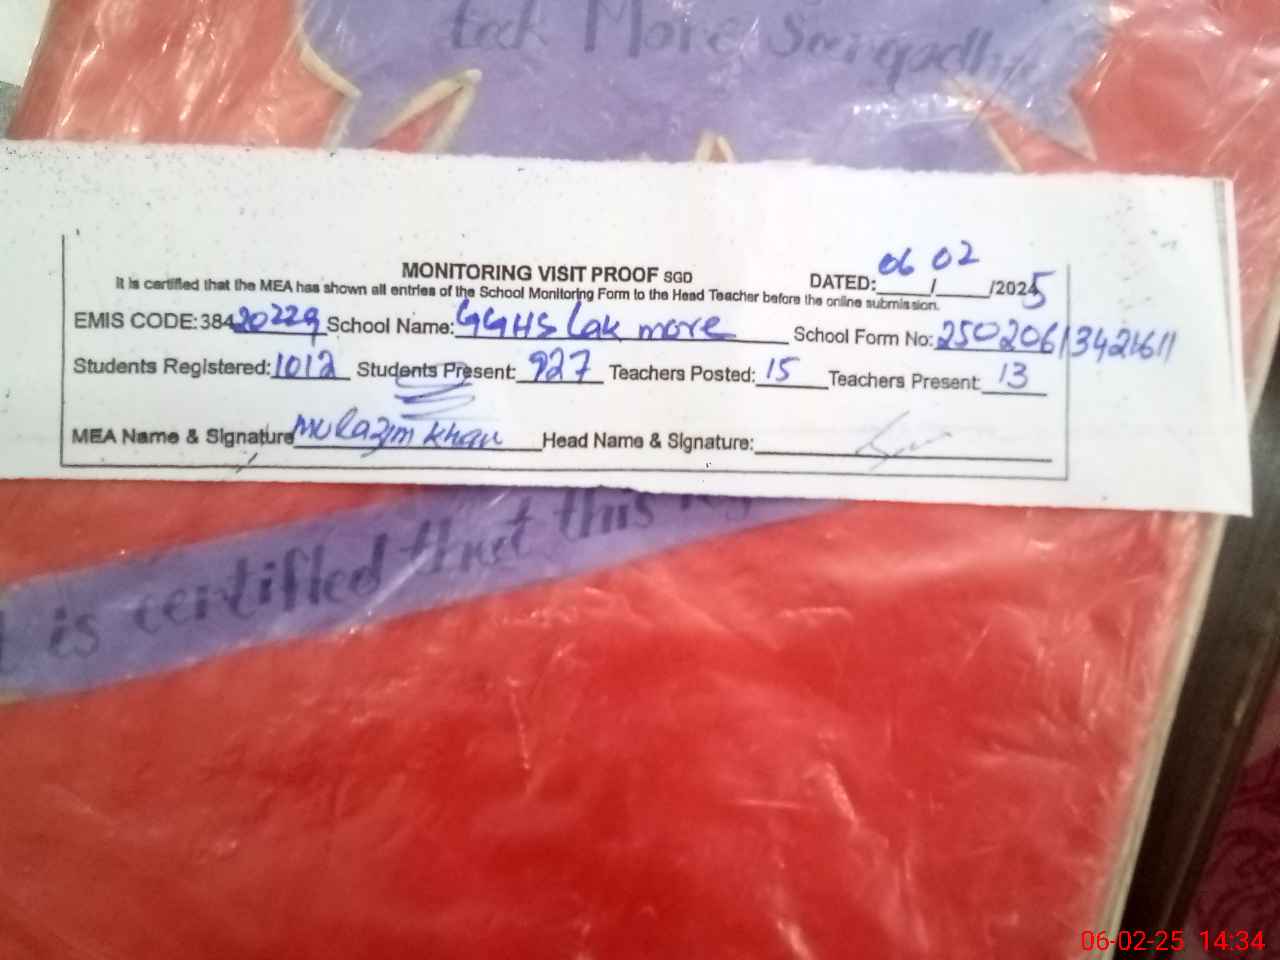 teck More Sargodha
MONITORING VISIT PROOF SGD
DATED: 06/02/2025
It is certified that the MEA has shown all entries of the School Monitoring Form to the Head Teacher before the online submission.
EMIS CODE:38420229 School Name: GGHS Lak more School Form No: 25020613421611
Students Registered: 1012 Students Present: 927 Teachers Posted: 15 Teachers Present: 13
MEA Name & Signature Mulazim Khan Head Name & Signature:
is certified that this
06-02-25 14:34